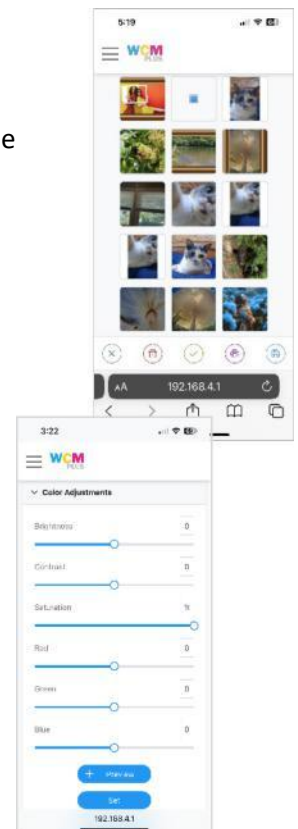 5:19
WCM
PLUS
e
AA 192.168.4.1
3:22
WCM
PLUS
Color Adjustments
Brightness 0
Contrast 0
Saturation
Red 0
Green 0
Blue 0
+ Preview
Set
192.168.4.1